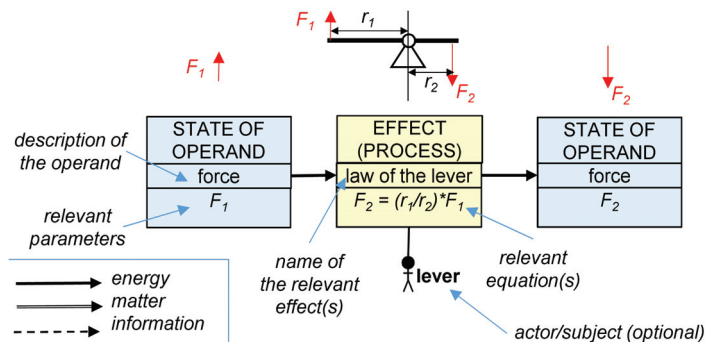 F1
r1
F1
r2
F2
F2
description of
the operand
relevant
parameters
STATE OF
OPERAND
force
F1
EFFECT
(PROCESS)
law of the lever
F2 = (r1/r2)*F1
STATE OF
OPERAND
force
F2
name of
the relevant
effect(s)
lever
relevant
equation(s)
actor/subject (optional)
energy
matter
information